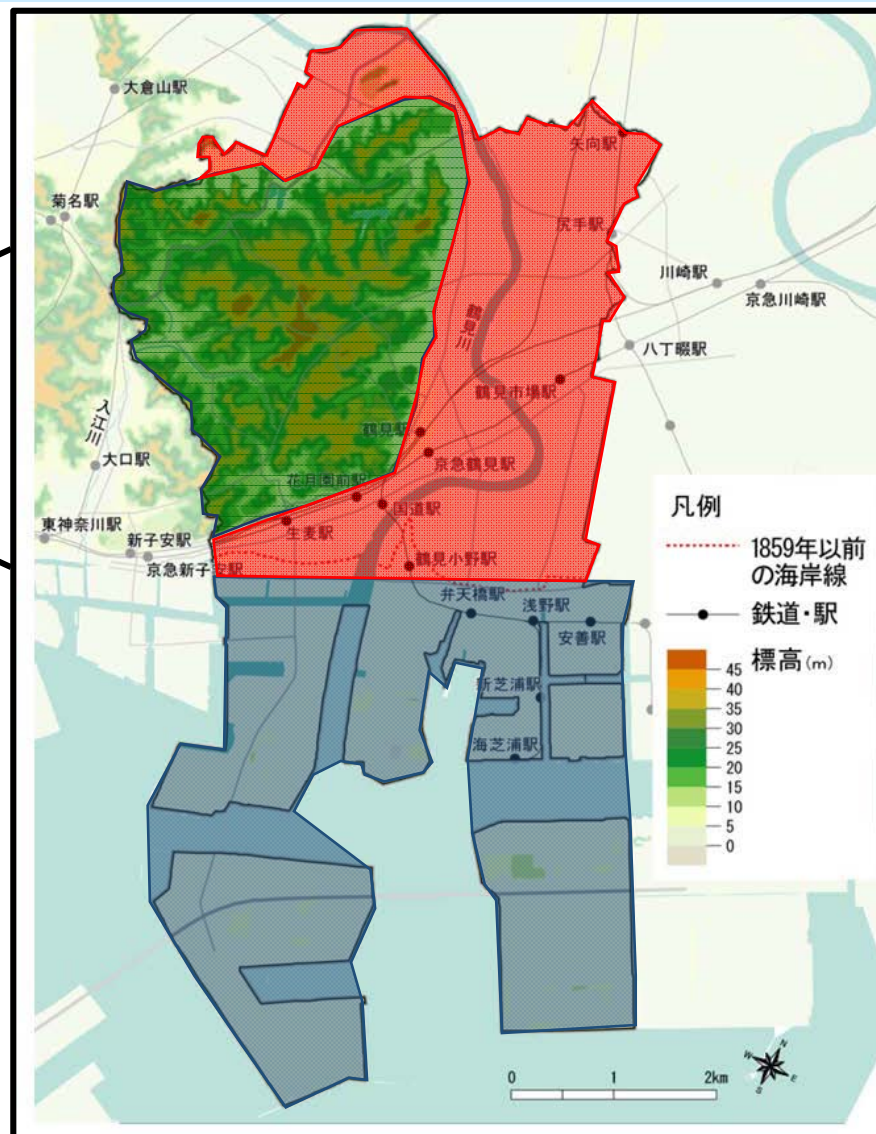 大倉山駅
矢向駅
菊名駅
尻手駅
川崎駅
京急川崎駅
鶴見川
八丁畷駅
鶴見市場駅
入江川
鶴見駅
大口駅
京急鶴見駅
花月園前駅
国道駅
生麦駅
東神奈川駅
新子安駅
京急新子安駅
鶴見小野駅
弁天橋駅
浅野駅
安善駅
新芝浦駅
海芝浦駅
凡例
1859年以前
の海岸線
鉄道・駅
標高(m)
45
40
35
30
25
20
15
10
5
0
N
W
E
S
0 1 2km